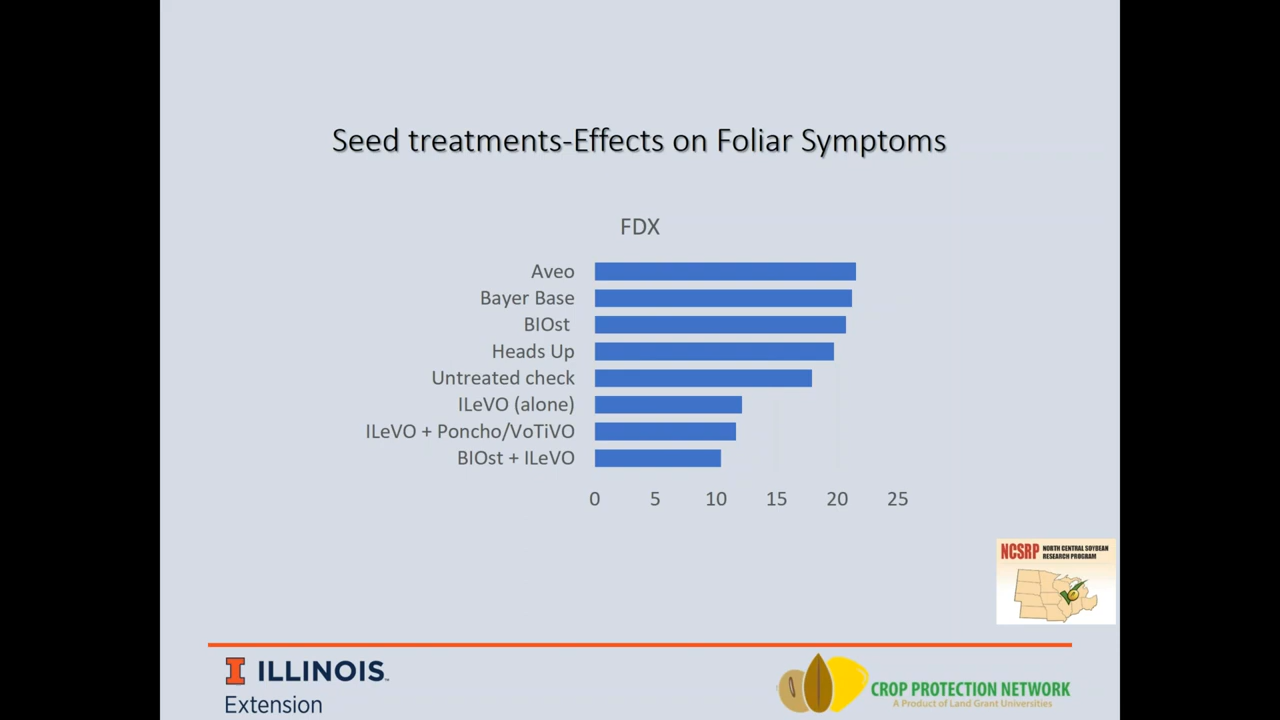 Seed treatments-Effects on Foliar Symptoms
FDX
Aveo
Bayer Base
BIOst
Heads Up
Untreated check
ILeVO (alone)
ILeVO + Poncho/VoTiVO
BIOst + ILeVO
0 5 10 15 20 25
NCSRP NORTH CENTRAL SOYBEAN
RESEARCH PROGRAM
I ILLINOIS
Extension
CROP PROTECTION NETWORK
A Product of Land Grant Universities